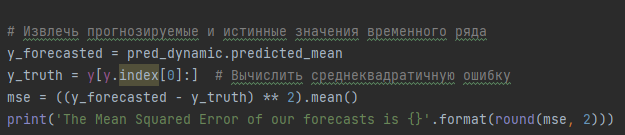 # Извлечь прогнозируемые и истинные значения временного ряда
y_forecasted = pred_dynamic.predicted_mean
y_truth = y[y.index[0]:]  # Вычислить среднеквадратичную ошибку
mse = ((y_forecasted - y_truth) ** 2).mean()
print('The Mean Squared Error of our forecasts is {}'.format(round(mse, 2)))